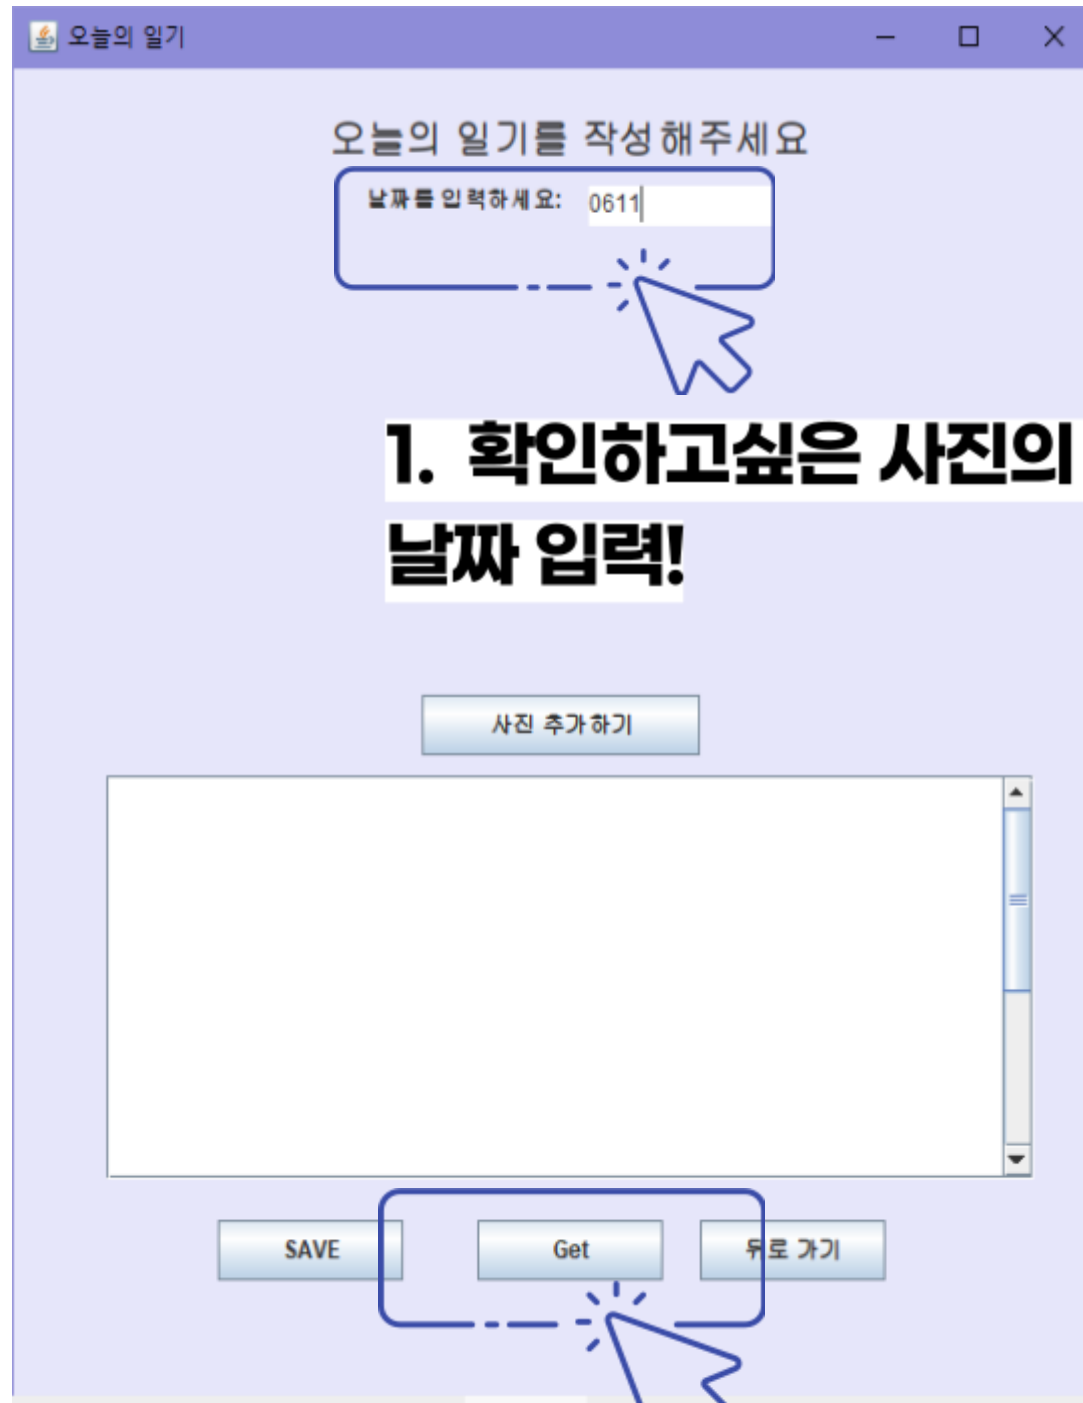 오늘의 일기
오늘의 일기를 작성해주세요
날짜를 입력하세요: 0611
1. 확인하고싶은 사진의
날짜 입력!
사진 추가하기
SAVE Get 뒤로 가기